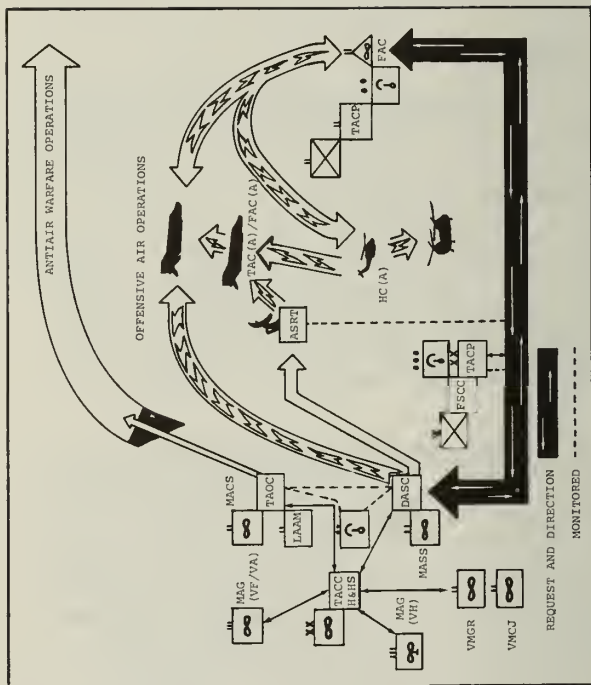 ANTIAIR WARFARE OPERATIONS
OFFENSIVE AIR OPERATIONS
TAC(A)/FAC(A)
HC(A)
ASRT
FAC
TACP
MACS
TAOC
LAAM
MAG
(VF/VA)
TACC
H&HS
MAG
(VH)
DASC
MASS
VMGR
VMCJ
FSCC
TACP
REQUEST AND DIRECTION
MONITORED